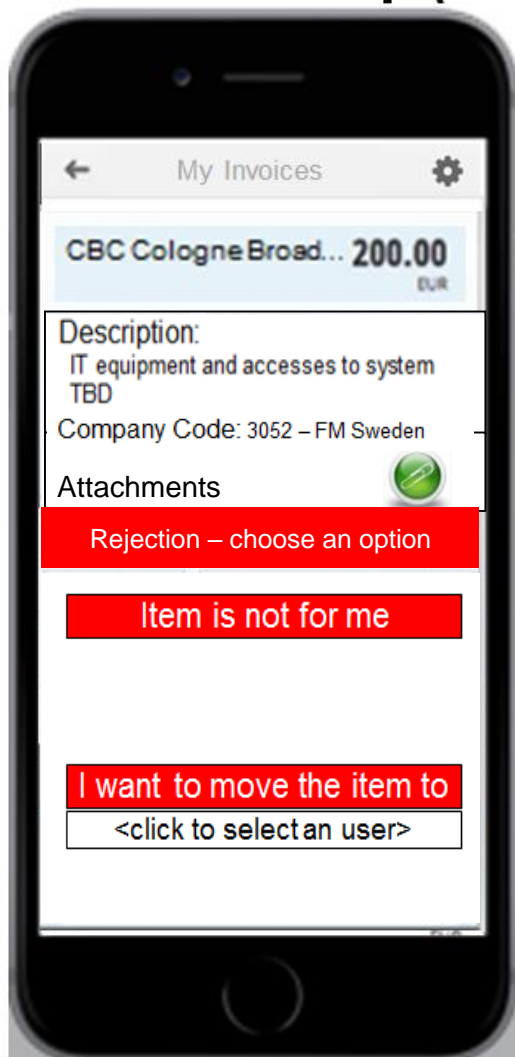 My Invoices
CBC Cologne Broad... 200.00
EUR
Description:
IT equipment and accesses to system
TBD
Company Code: 3052 – FM Sweden
Attachments
Rejection – choose an option
Item is not for me
I want to move the item to
<click to select an user>